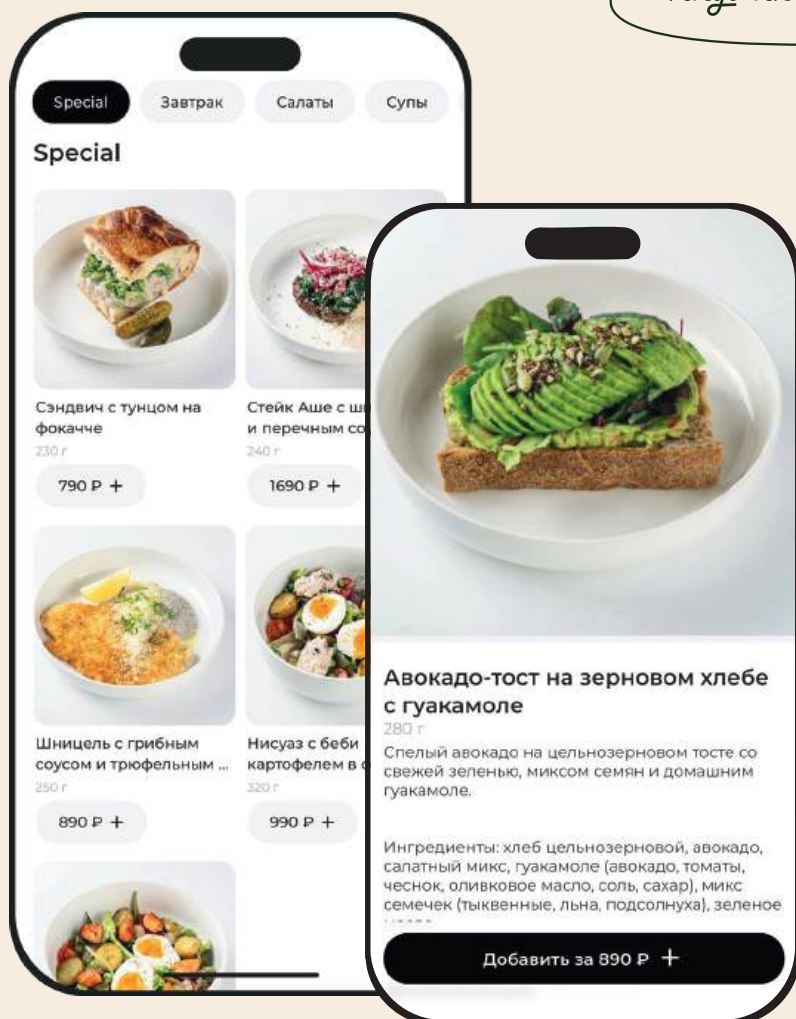 Special
Завтрак
Салаты
Супы
Special
Сэндвич с тунцом на
фокачче
230 г
790 ₽ +
Стейк Аше с
и перечным
240 г
1690 ₽ +
Шницель с грибным
соусом и трюфельным ...
250 г
890 ₽ +
Нисуаз с беби
картофелем в
320 г
990 ₽ +
Авокадо-тост на зерновом хлебе
с гуакамоле
280 г
Спелый авокадо на цельнозерновом тосте со
свежей зеленью, миксом семян и домашним
гуакамоле.
Ингредиенты: хлеб цельнозерновой, авокадо,
салатный микс, гуакамоле (авокадо, томаты,
чеснок, оливковое масло, соль, сахар), микс
семечек (тыквенные, льна, подсолнуха), зеленое
Добавить за 890 ₽ +